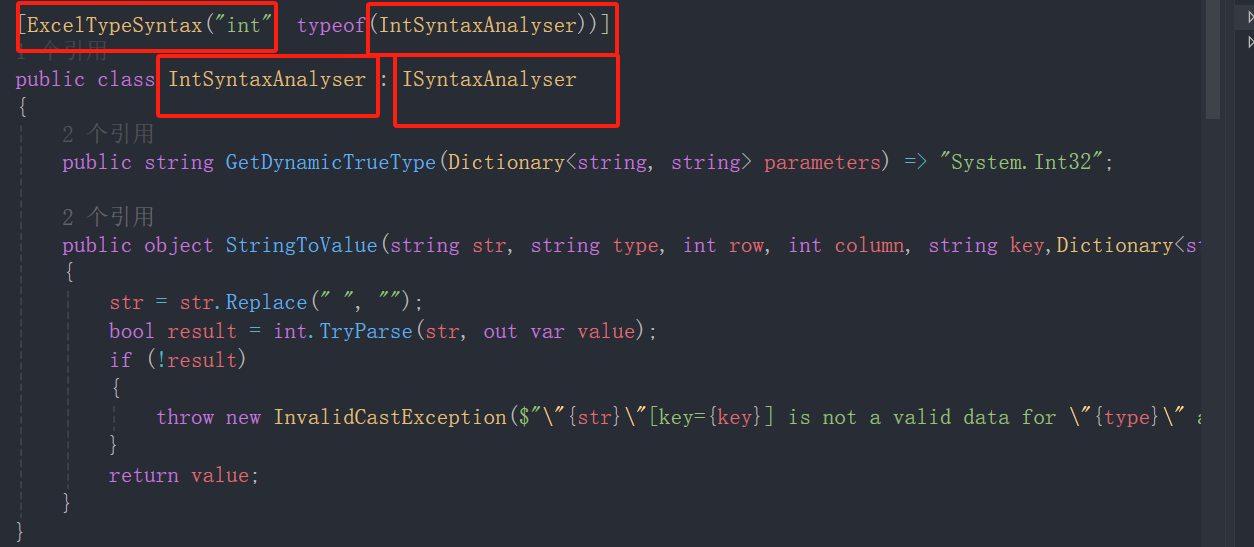 [ExcelTypeSyntax("int" typeof(IntSyntaxAnalyser))]
1 个引用
public class IntSyntaxAnalyser : ISyntaxAnalyser
{
2 个引用
public string GetDynamicTrueType(Dictionary<string, string> parameters) => "System.Int32";
2 个引用
public object StringToValue(string str, string type, int row, int column, string key,Dictionary<st
{
str = str.Replace(" ", "");
bool result = int.TryParse(str, out var value);
if (!result)
{
throw new InvalidCastException($"\"{str}\"[key={key}] is not a valid data for \"{type}\" a
}
return value;
}
}